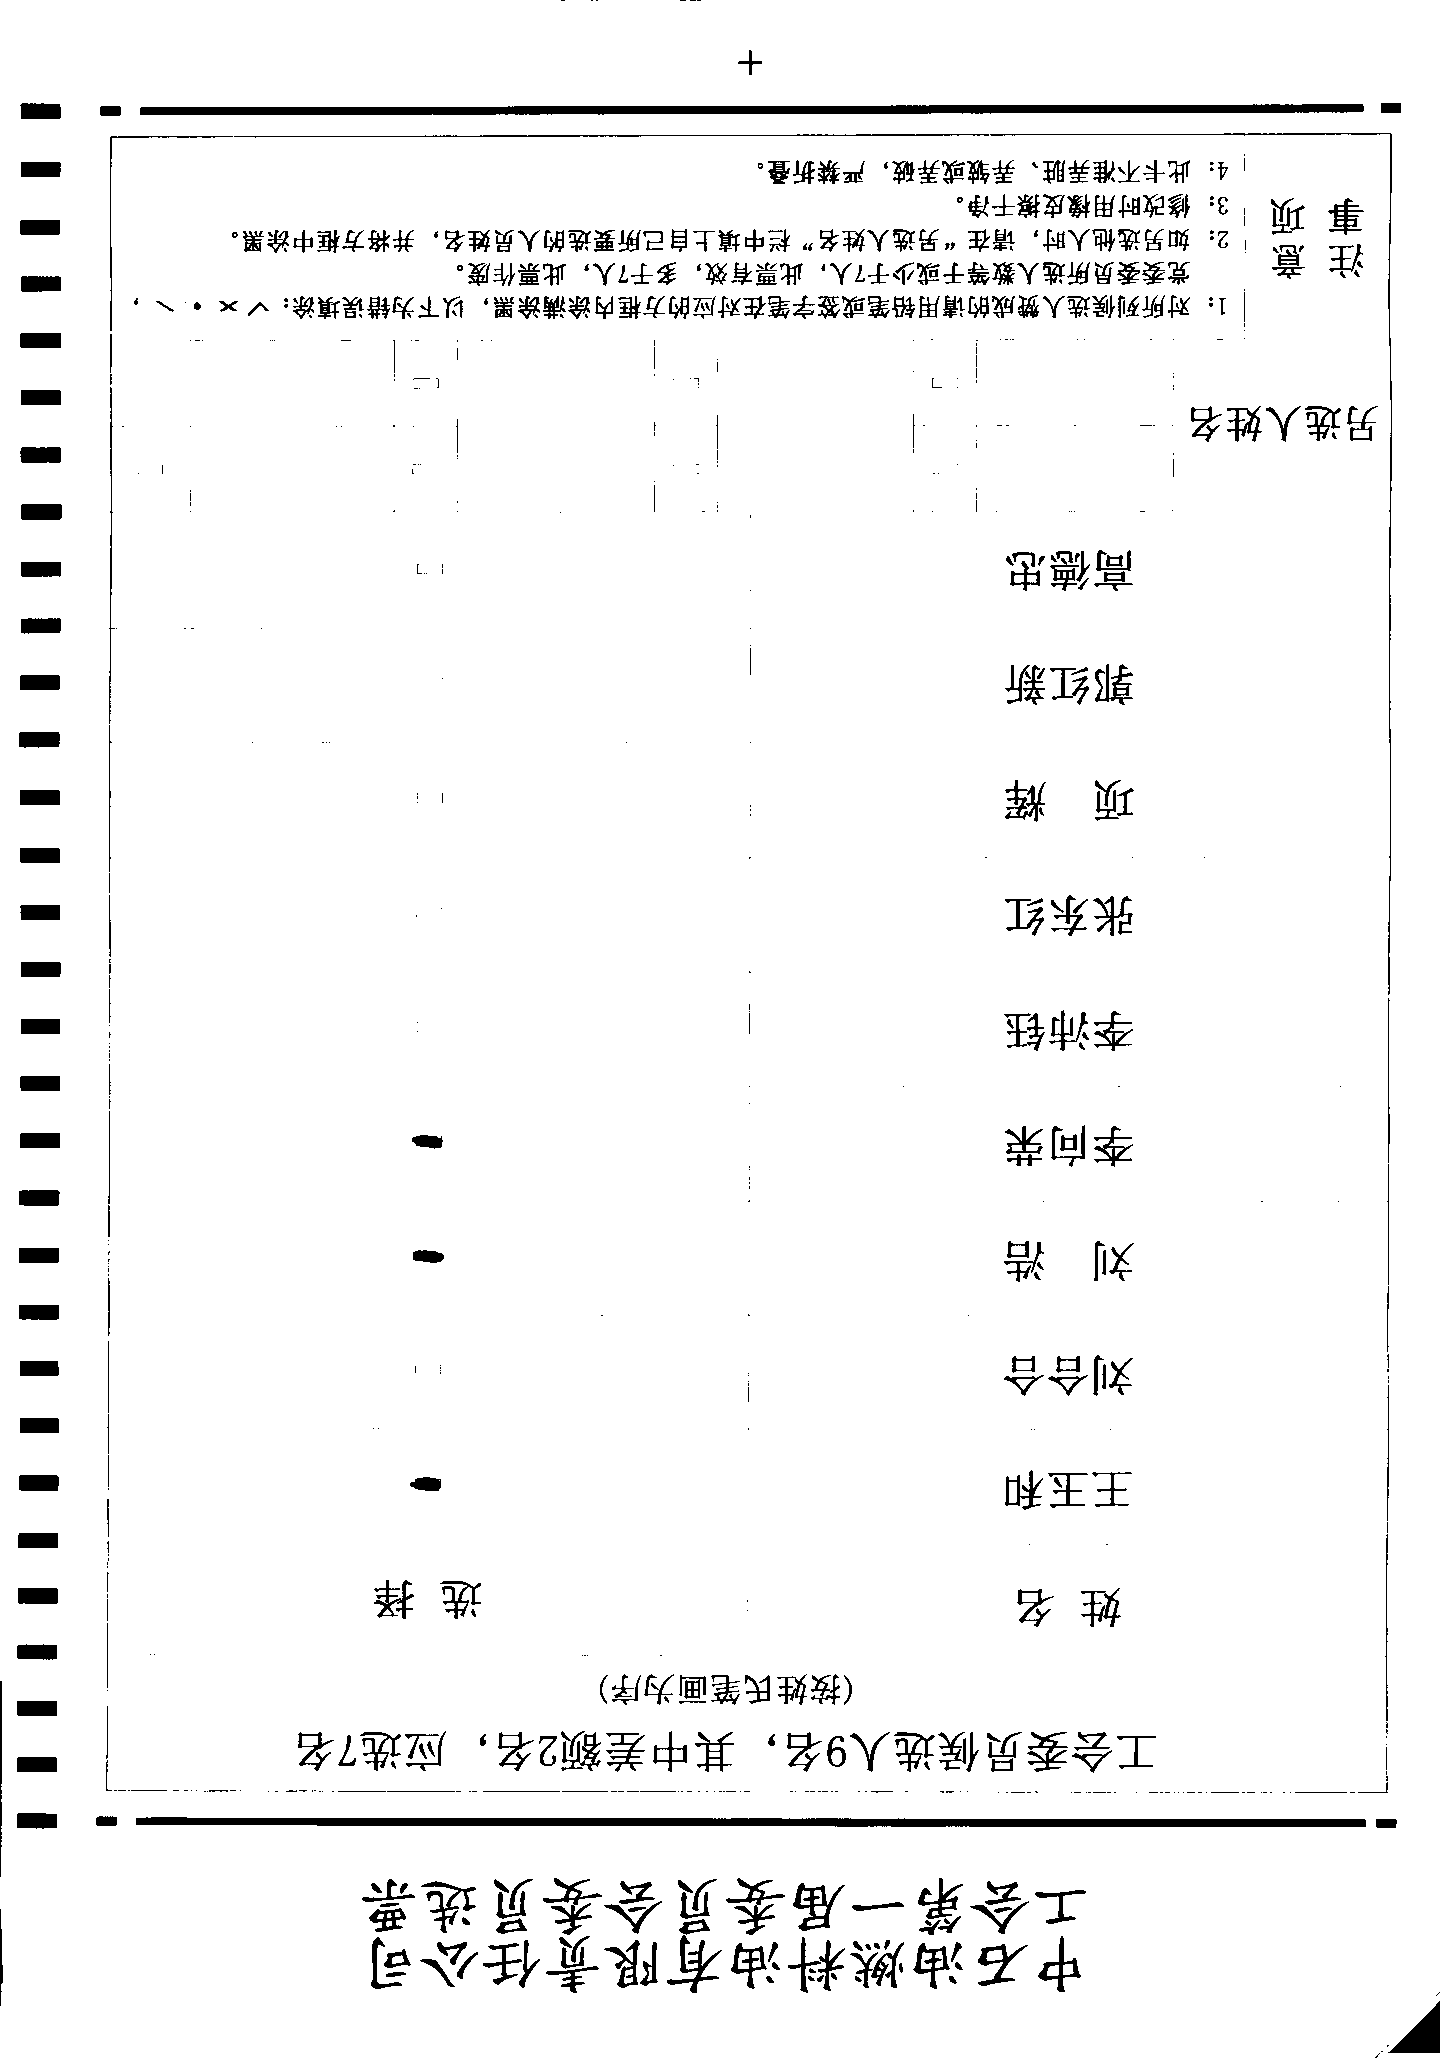 中石油燃料油有限责任公司
工会第一届委员会委员选票
工会委员候选人9名，其中差额2名，应选7名
(按姓氏笔画为序)
姓 名 选 择
王玉和
刘合合
刘 浩
李向荣
李沛钰
张东红
项 辉
郭红新
高德忠
另选人姓名
注 意
事 项
1: 对所列候选人赞成的请用铅笔或签字笔在对应的方框内涂满涂黑，以下为错误填涂：√ × • \ ，
党委委员所选人数等于或少于7人，此票有效，多于7人，此票作废。
2: 如另选他人时，请在“另选人姓名”栏中填上自己所要选的人员姓名，并将方框中涂黑。
3: 修改时用橡皮擦干净。
4: 此卡不准弄脏、弄皱或弄破，严禁折叠。